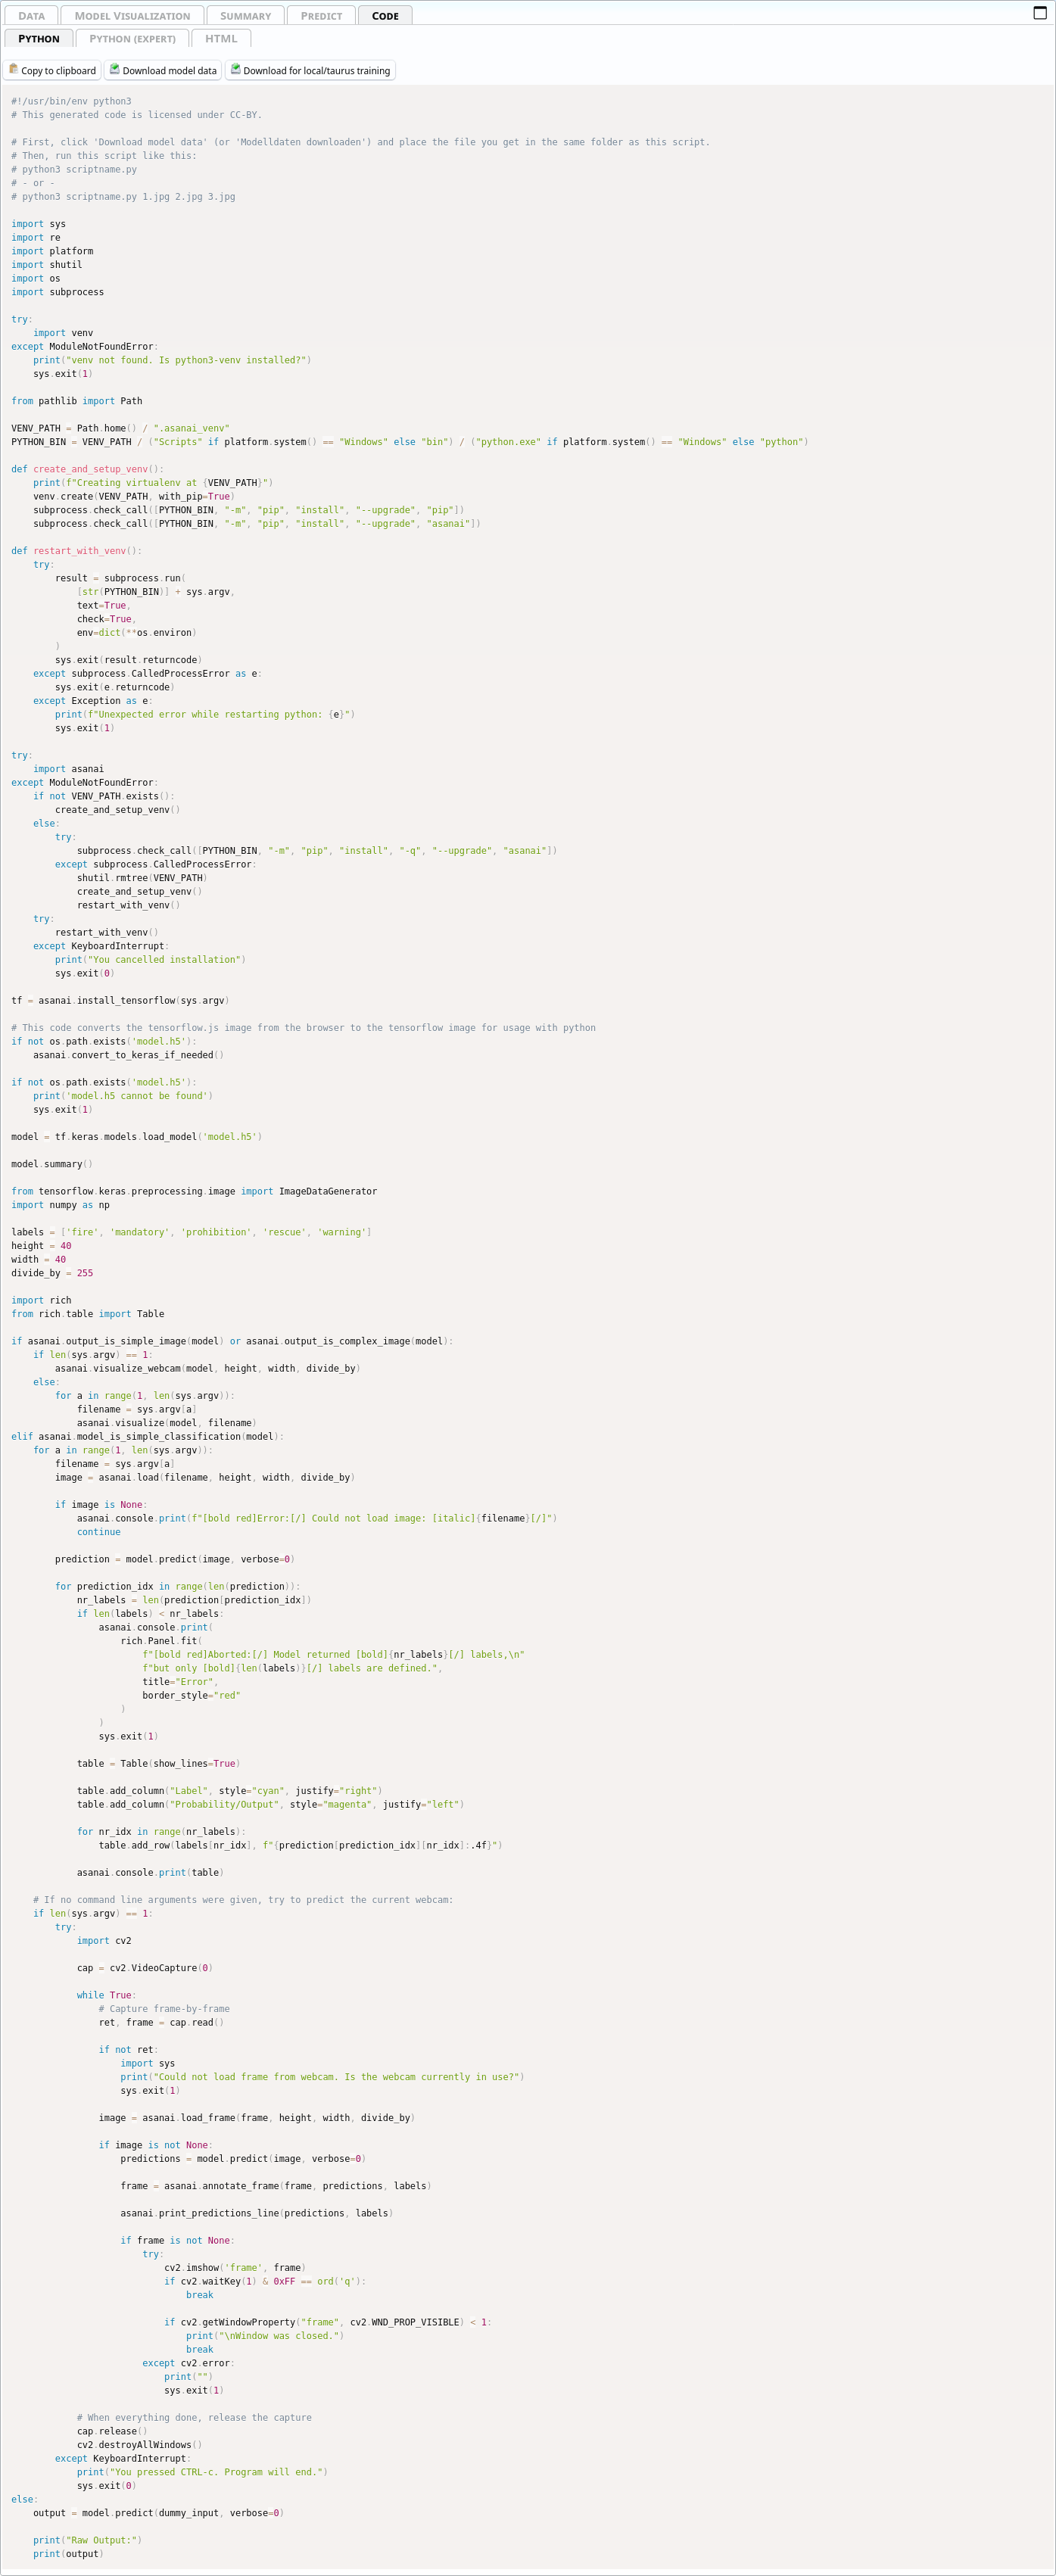 Data Model Visualization Summary Predict Code
Python Python (expert) HTML
Copy to clipboard Download model data Download for local/taurus training
#!/usr/bin/env python3
# This generated code is licensed under CC-BY.
# First, click 'Download model data' (or 'Modelldaten downloaden') and place the file you get in the same folder as this script.
# Then, run this script like this:
# python3 scriptname.py
# - or -
# python3 scriptname.py 1.jpg 2.jpg 3.jpg
import sys
import re
import platform
import shutil
import os
import subprocess
try:
    import venv
except ModuleNotFoundError:
    print("venv not found. Is python3-venv installed?")
    sys.exit(1)
from pathlib import Path
VENV_PATH = Path.home() / ".asanai_venv"
PYTHON_BIN = VENV_PATH / ("Scripts" if platform.system() == "Windows" else "bin") / ("python.exe" if platform.system() == "Windows" else "python")
def create_and_setup_venv():
    print(f"Creating virtualenv at {VENV_PATH}")
    venv.create(VENV_PATH, with_pip=True)
    subprocess.check_call([PYTHON_BIN, "-m", "pip", "install", "--upgrade", "pip"])
    subprocess.check_call([PYTHON_BIN, "-m", "pip", "install", "--upgrade", "asanai"])
def restart_with_venv():
    try:
        result = subprocess.run(
            [str(PYTHON_BIN)] + sys.argv,
            text=True,
            check=True,
            env=dict(**os.environ)
        )
        sys.exit(result.returncode)
    except subprocess.CalledProcessError as e:
        sys.exit(e.returncode)
    except Exception as e:
        print(f"Unexpected error while restarting python: {e}")
        sys.exit(1)
try:
    import asanai
except ModuleNotFoundError:
    if not VENV_PATH.exists():
        create_and_setup_venv()
    else:
        try:
            subprocess.check_call([PYTHON_BIN, "-m", "pip", "install", "-q", "--upgrade", "asanai"])
        except subprocess.CalledProcessError:
            shutil.rmtree(VENV_PATH)
            create_and_setup_venv()
            restart_with_venv()
    try:
        restart_with_venv()
    except KeyboardInterrupt:
        print("You cancelled installation")
        sys.exit(0)
tf = asanai.install_tensorflow(sys.argv)
# This code converts the tensorflow.js image from the browser to the tensorflow image for usage with python
if not os.path.exists('model.h5'):
    asanai.convert_to_keras_if_needed()
if not os.path.exists('model.h5'):
    print('model.h5 cannot be found')
    sys.exit(1)
model = tf.keras.models.load_model('model.h5')
model.summary()
from tensorflow.keras.preprocessing.image import ImageDataGenerator
import numpy as np
labels = ['fire', 'mandatory', 'prohibition', 'rescue', 'warning']
height = 40
width = 40
divide_by = 255
import rich
from rich.table import Table
if asanai.output_is_simple_image(model) or asanai.output_is_complex_image(model):
    if len(sys.argv) == 1:
        asanai.visualize_webcam(model, height, width, divide_by)
    else:
        for a in range(1, len(sys.argv)):
            filename = sys.argv[a]
            asanai.visualize(model, filename)
elif asanai.model_is_simple_classification(model):
    for a in range(1, len(sys.argv)):
        filename = sys.argv[a]
        image = asanai.load(filename, height, width, divide_by)
        if image is None:
            asanai.console.print(f"[bold red]Error:[/] Could not load image: [italic]{filename}[/]")
            continue
        prediction = model.predict(image, verbose=0)
        for prediction_idx in range(len(prediction)):
            nr_labels = len(prediction[prediction_idx])
            if len(labels) < nr_labels:
                asanai.console.print(
                    rich.Panel.fit(
                        f"[bold red]Aborted:[/] Model returned [bold]{nr_labels}[/] labels,\n"
                        f"but only [bold]{len(labels)}[/] labels are defined.",
                        title="Error",
                        border_style="red"
                    )
                )
                sys.exit(1)
            table = Table(show_lines=True)
            table.add_column("Label", style="cyan", justify="right")
            table.add_column("Probability/Output", style="magenta", justify="left")
            for nr_idx in range(nr_labels):
                table.add_row(labels[nr_idx], f"{prediction[prediction_idx][nr_idx]:.4f}")
            asanai.console.print(table)
    # If no command line arguments were given, try to predict the current webcam:
    if len(sys.argv) == 1:
        try:
            import cv2
            cap = cv2.VideoCapture(0)
            while True:
                # Capture frame-by-frame
                ret, frame = cap.read()
                if not ret:
                    import sys
                    print("Could not load frame from webcam. Is the webcam currently in use?")
                    sys.exit(1)
                image = asanai.load_frame(frame, height, width, divide_by)
                if image is not None:
                    predictions = model.predict(image, verbose=0)
                    frame = asanai.annotate_frame(frame, predictions, labels)
                    asanai.print_predictions_line(predictions, labels)
                    if frame is not None:
                        try:
                            cv2.imshow('frame', frame)
                            if cv2.waitKey(1) & 0xFF == ord('q'):
                                break
                            if cv2.getWindowProperty("frame", cv2.WND_PROP_VISIBLE) < 1:
                                print("\nWindow was closed.")
                                break
                        except cv2.error:
                            print("")
                            sys.exit(1)
            # When everything done, release the capture
            cap.release()
            cv2.destroyAllWindows()
        except KeyboardInterrupt:
            print("You pressed CTRL-c. Program will end.")
            sys.exit(0)
else:
    output = model.predict(dummy_input, verbose=0)
    print("Raw Output:")
    print(output)